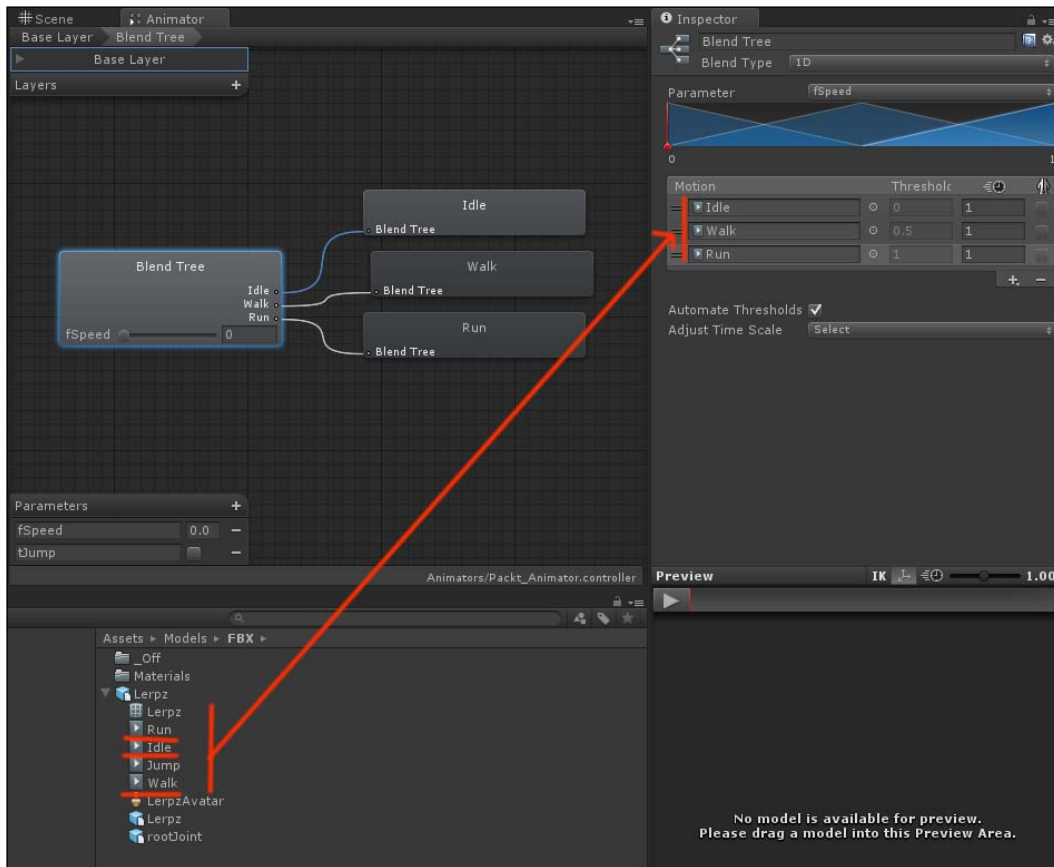 Scene
Animator
Base Layer
Blend Tree
Base Layer
Layers
+
Idle
Blend Tree
Blend Tree
Idle
Walk
Run
fSpeed
0
Walk
Blend Tree
Run
Blend Tree
Parameters
+
fSpeed
0.0
−
tJump
−
Animators/Packt_Animator.controller
Assets
Models
FBX
_Off
Materials
Lerpz
Lerpz
Run
Idle
Jump
Walk
LerpzAvatar
Lerpz
rootJoint
Inspector
Blend Tree
Blend Type
1D
Parameter
fSpeed
0
1
Motion
Thresholc
Idle
0
1
Walk
0.5
1
Run
1
1
+
−
Automate Thresholds
Adjust Time Scale
Select
Preview
IK
1.00
No model is available for preview.
Please drag a model into this Preview Area.